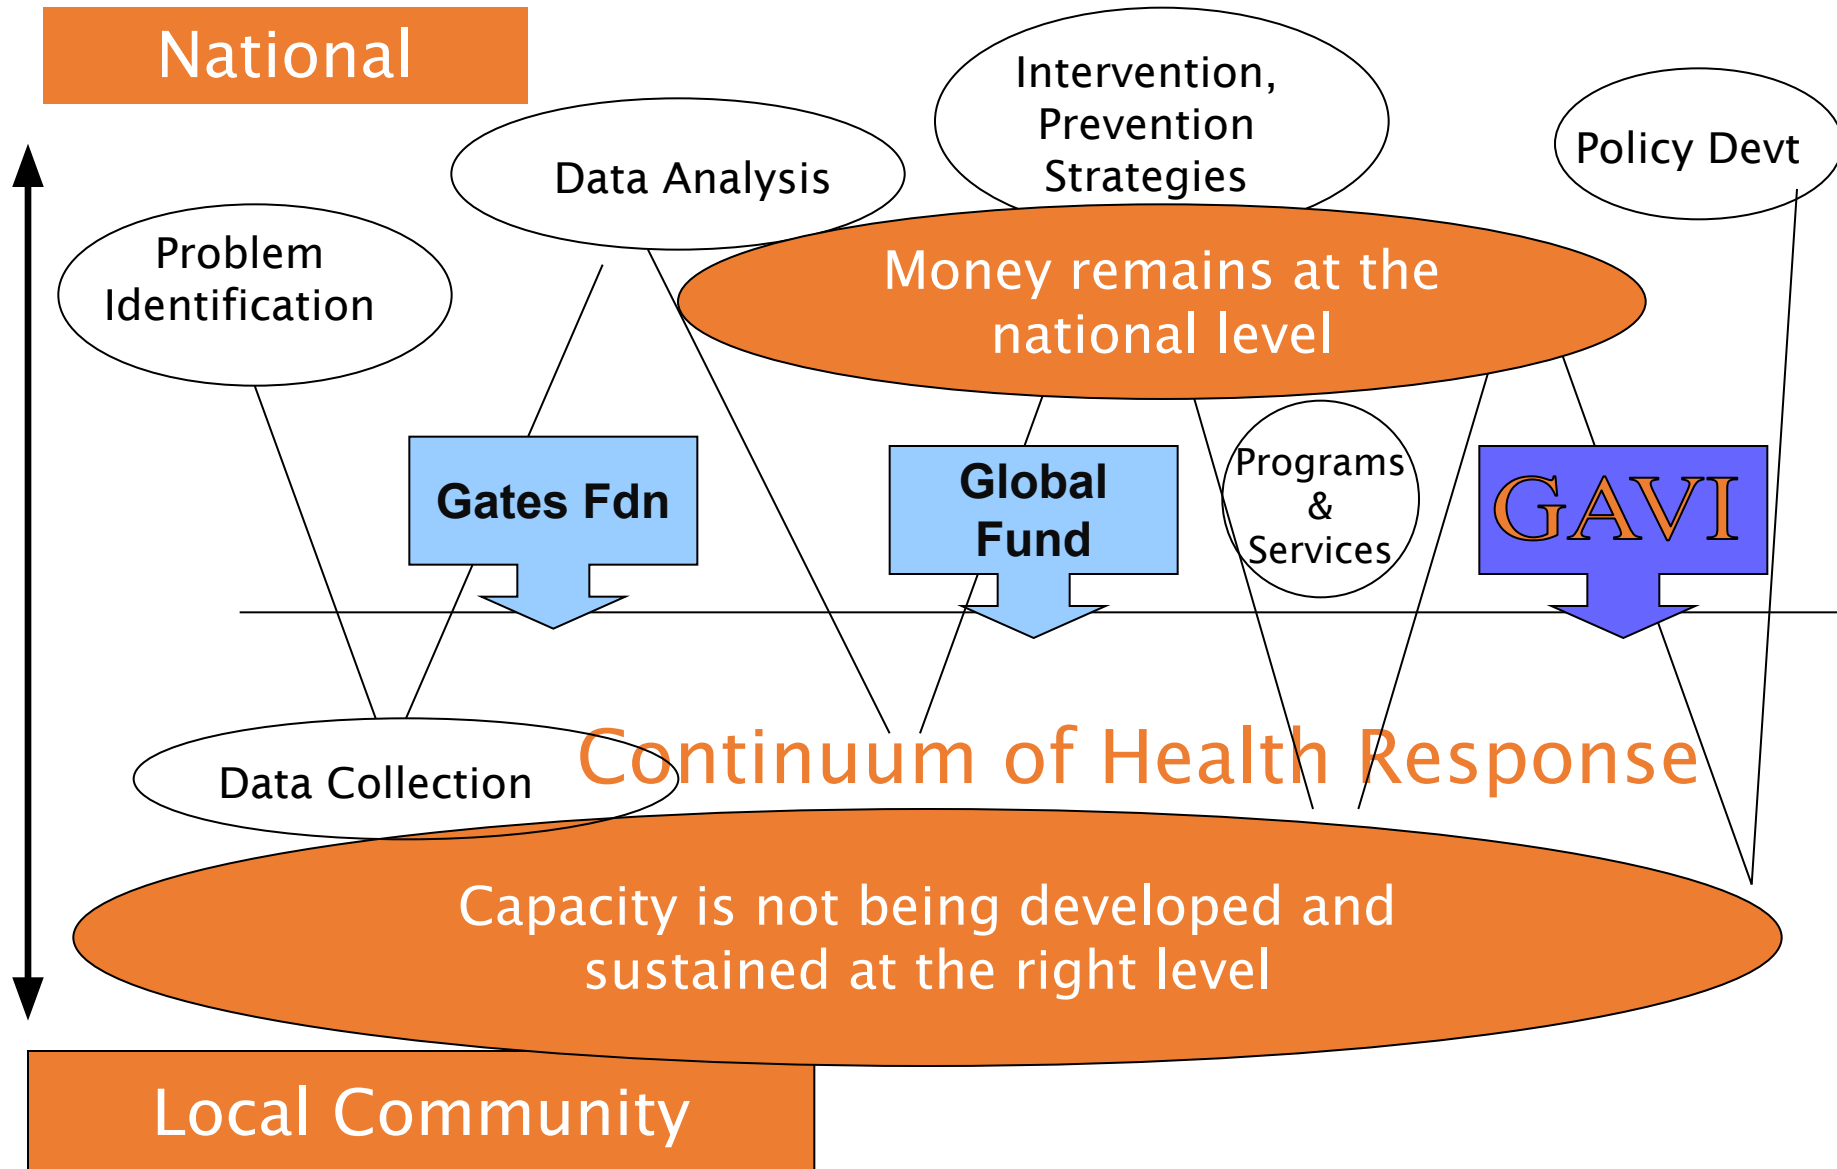 National
Intervention,
Prevention
Strategies
Policy Devt
Data Analysis
Problem
Identification
Money remains at the
national level
Gates Fdn
Global
Fund
Programs
&
Services
GAVI
Continuum of Health Response
Data Collection
Capacity is not being developed and
sustained at the right level
Local Community